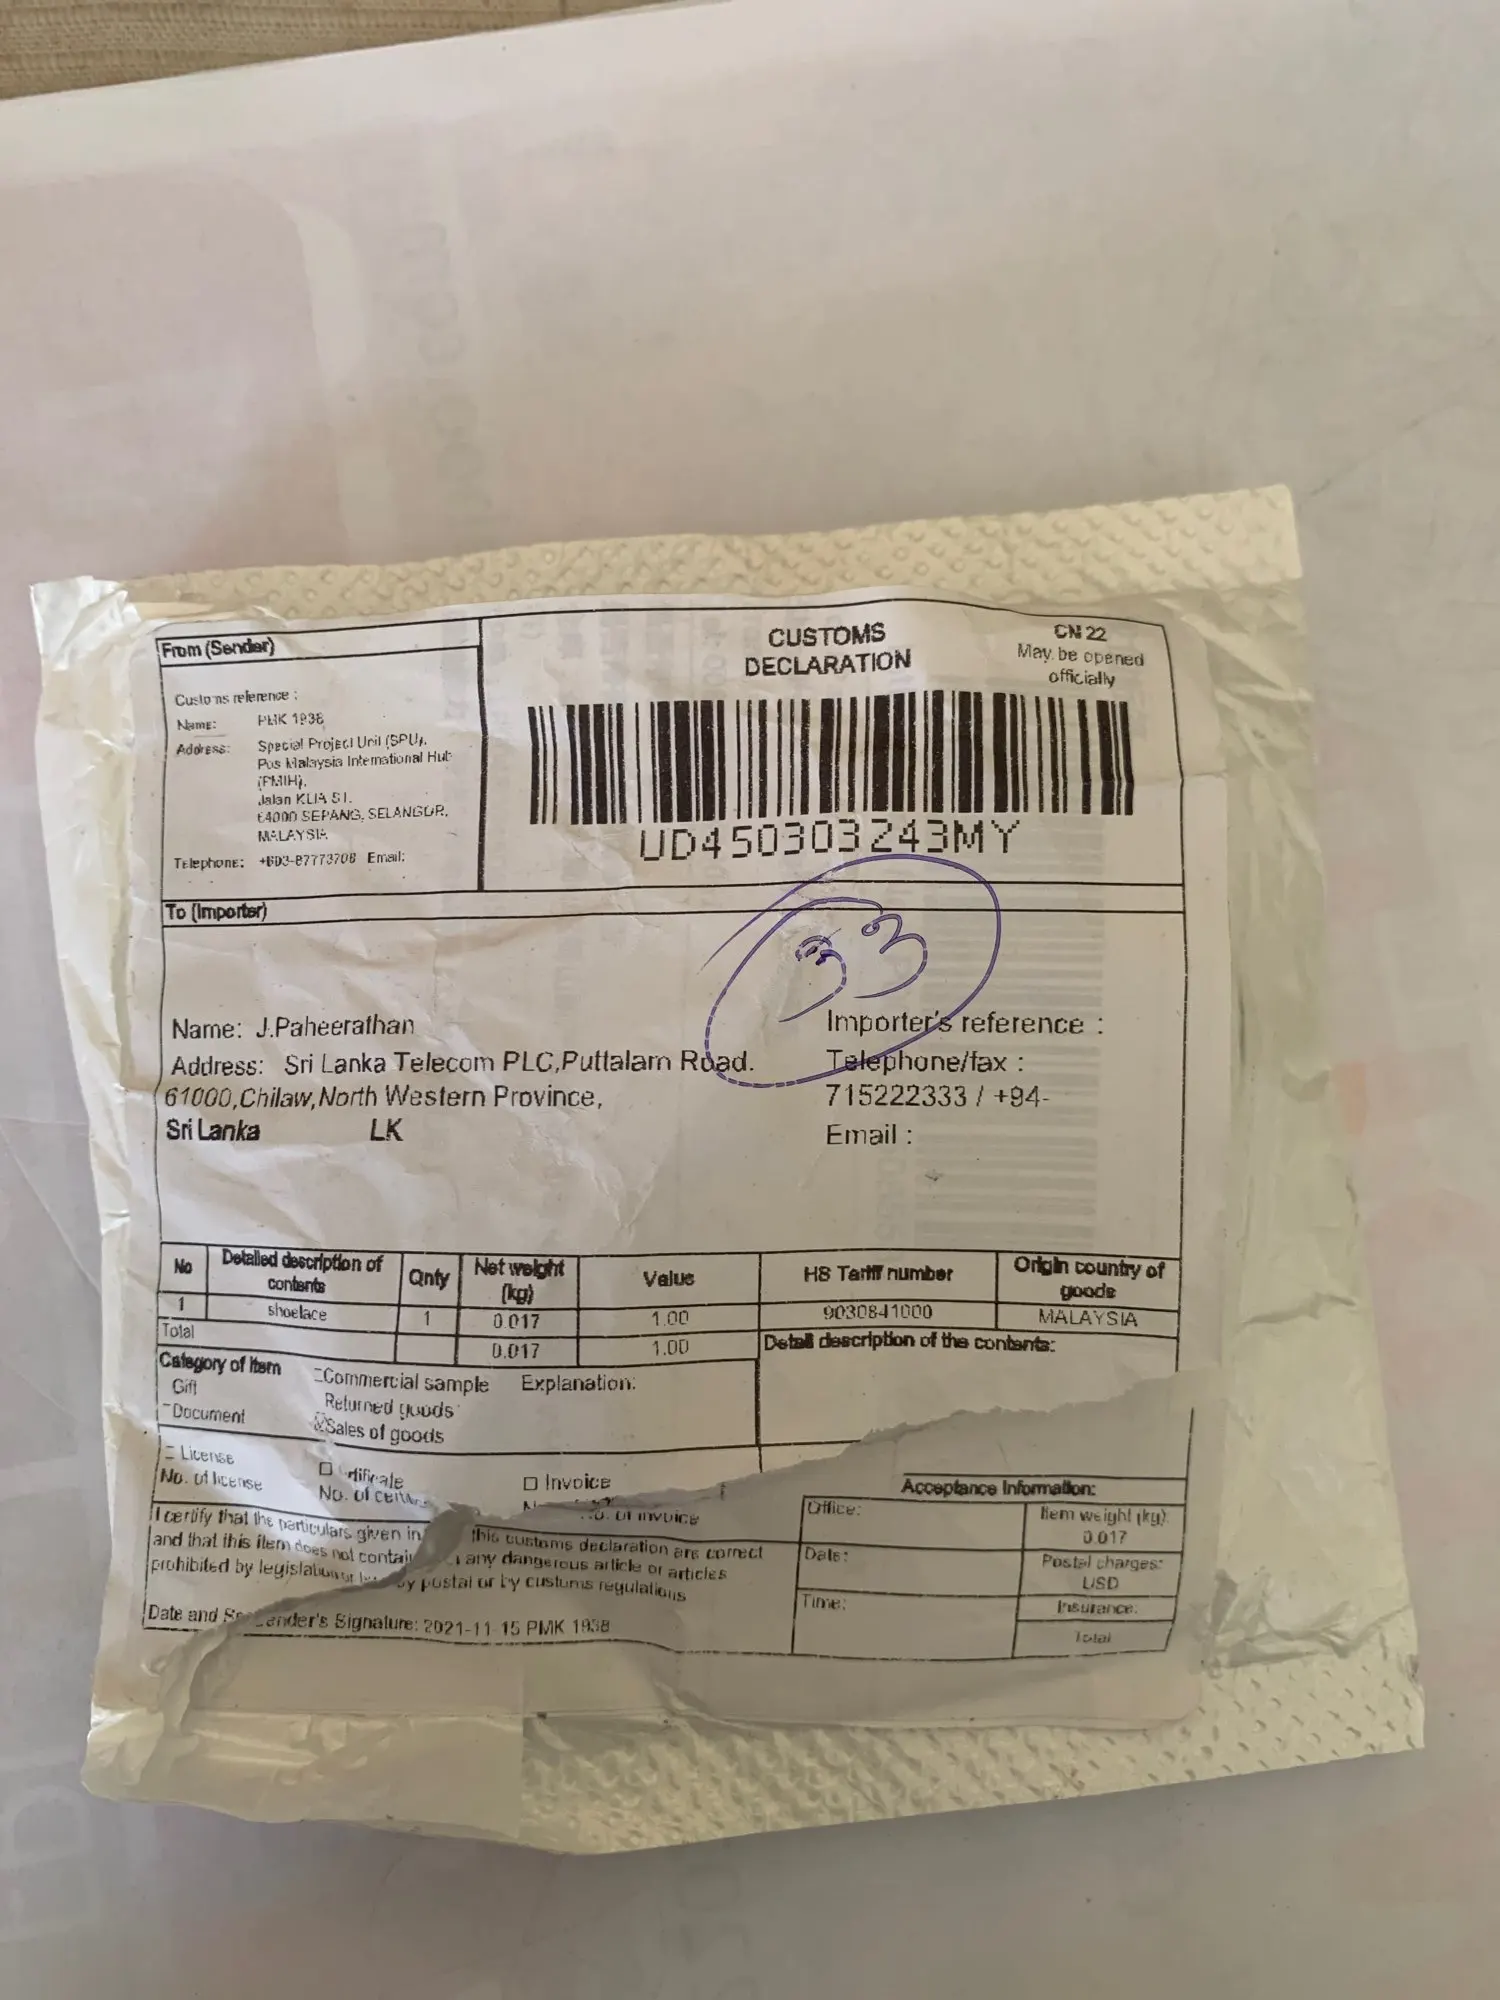 From (Sender)
Customs reference :
Name: PMK 1938
Address: Special Project Unit (SPU),
Pos Malaysia International Hub
(PMIH),
Jalan KLIA S1,
64000 SEPANG, SELANGOR,
MALAYSIA
Telephone: +603-87773708 Email:
CUSTOMS
DECLARATION
CN 22
May be opened
officially
UD450303243MY
33
To (Importer)
Name: J.Paheerathan
Address: Sri Lanka Telecom PLC,Puttalam Road.
61000,Chilaw,North Western Province,
Sri Lanka LK
Importer's reference :
Telephone/fax :
715222333 / +94-
Email :
No Detailed description of contents Qnty Net weight (kg) Value HS Tariff number Origin country of goods
1 shoelace 1 0.017 1.00 9030841000 MALAYSIA
Total 0.017 1.00 Detail description of the contents:
Category of Item Commercial sample Explanation:
Gift Returned goods
Document Sales of goods
License Invoice
No. of license No. of
I certify that the particulars given in this customs declaration are correct
and that this item does not contain any dangerous article or articles
prohibited by legislation or by postal or by customs regulations
Date and Sender's Signature: 2021-11-15 PMK 1938
Acceptance Information:
Office: Item weight (kg):
0.017
Date: Postal charges:
USD
Time: Insurance:
Total